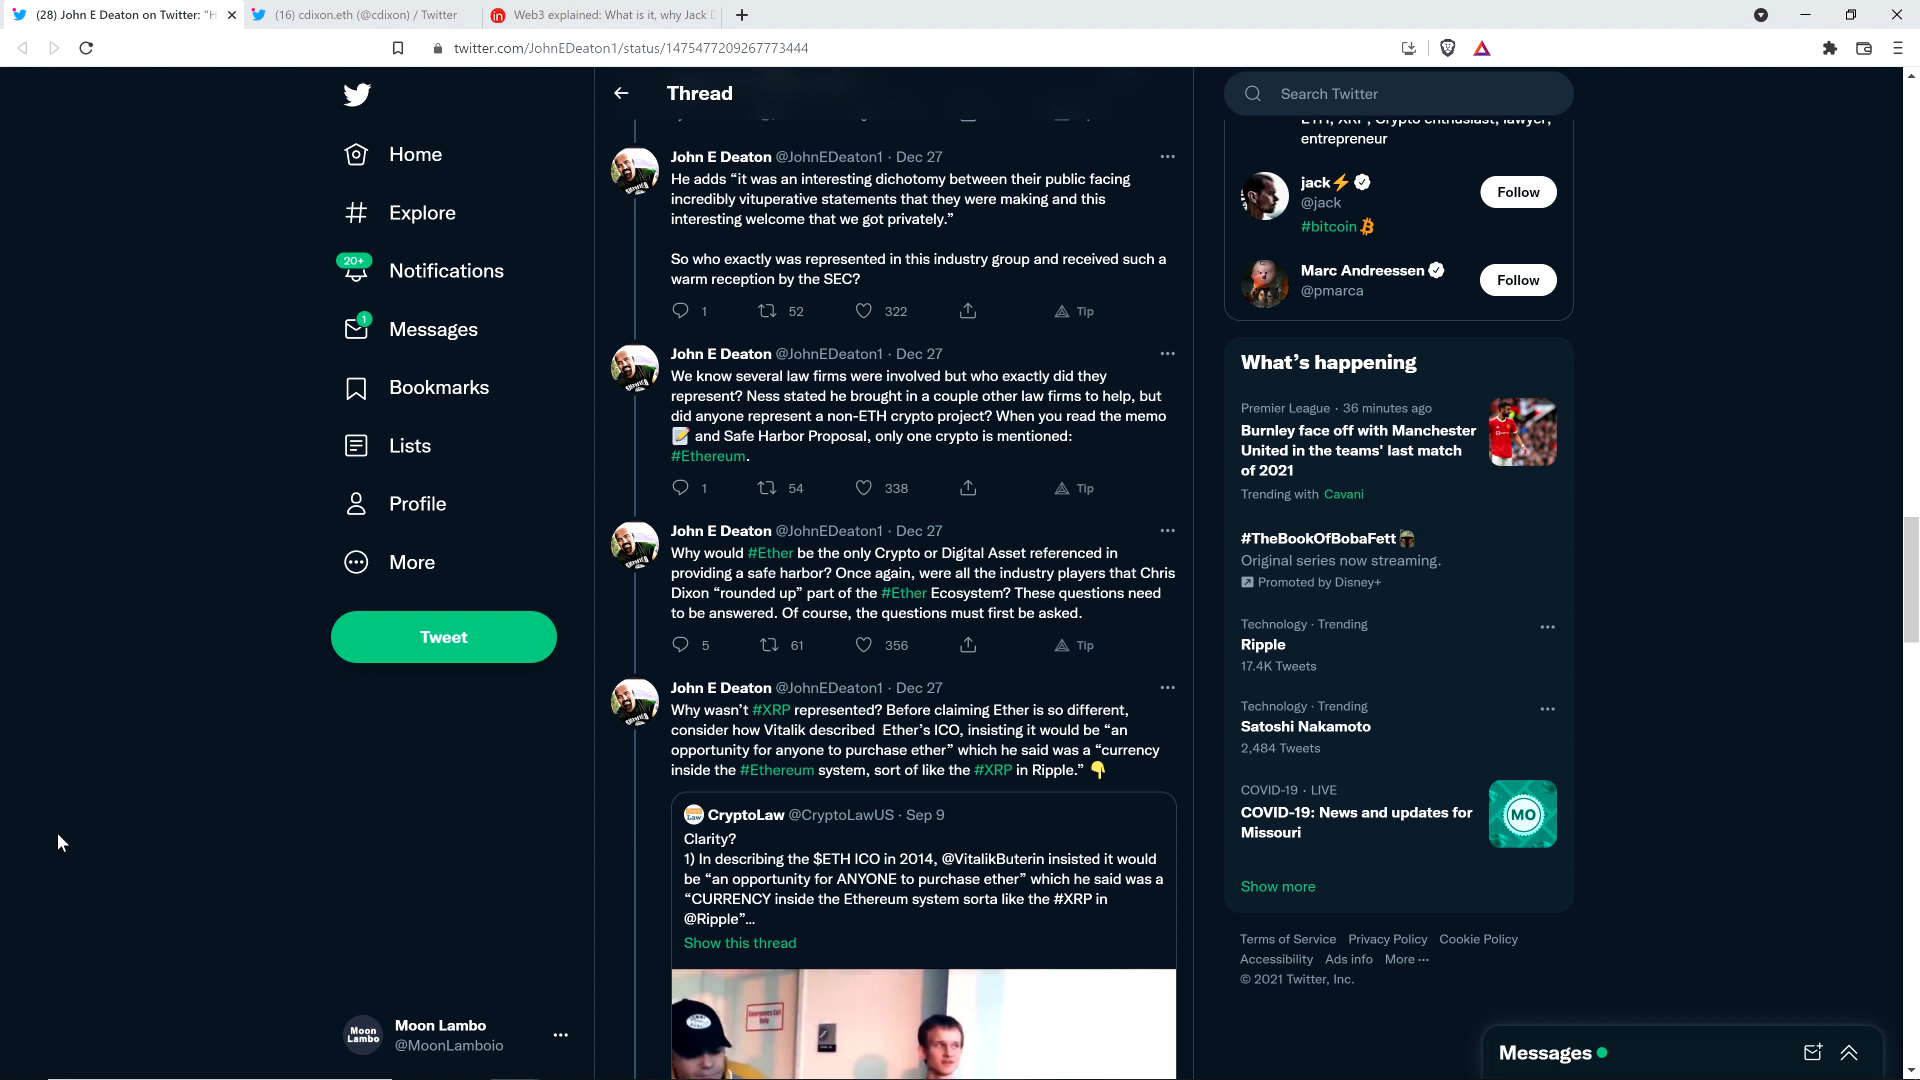 (28) John E Deaton on Twitter: "H
(16) cdixon.eth (@cdixon) / Twitter
Web3 explained: What is it, why Jack D
twitter.com/JohnEDeaton1/status/1475477209267773444
Home
Explore
20+
Notifications
1
Messages
Bookmarks
Lists
Profile
More
Tweet
Moon Lambo
Moon Lambo
@MoonLamboio
Thread
John E Deaton @JohnEDeaton1 · Dec 27
He adds “it was an interesting dichotomy between their public facing
incredibly vituperative statements that they were making and this
interesting welcome that we got privately.”
So who exactly was represented in this industry group and received such a
warm reception by the SEC?
1 52 322 Tip
John E Deaton @JohnEDeaton1 · Dec 27
We know several law firms were involved but who exactly did they
represent? Ness stated he brought in a couple other law firms to help, but
did anyone represent a non-ETH crypto project? When you read the memo
📝 and Safe Harbor Proposal, only one crypto is mentioned:
#Ethereum.
1 54 338 Tip
John E Deaton @JohnEDeaton1 · Dec 27
Why would #Ether be the only Crypto or Digital Asset referenced in
providing a safe harbor? Once again, were all the industry players that Chris
Dixon “rounded up” part of the #Ether Ecosystem? These questions need
to be answered. Of course, the questions must first be asked.
5 61 356 Tip
John E Deaton @JohnEDeaton1 · Dec 27
Why wasn’t #XRP represented? Before claiming Ether is so different,
consider how Vitalik described Ether’s ICO, insisting it would be “an
opportunity for anyone to purchase ether” which he said was a “currency
inside the #Ethereum system, sort of like the #XRP in Ripple.” 👇
CryptoLaw @CryptoLawUS · Sep 9
Clarity?
1) In describing the $ETH ICO in 2014, @VitalikButerin insisted it would
be “an opportunity for ANYONE to purchase ether” which he said was a
“CURRENCY inside the Ethereum system sorta like the #XRP in
@Ripple”...
Show this thread
Emergency Exit Only
Search Twitter
ETH, XRP, Crypto enthusiast, lawyer,
entrepreneur
jack⚡
@jack
#bitcoin
Follow
Marc Andreessen
@pmarca
Follow
What’s happening
Premier League · 36 minutes ago
Burnley face off with Manchester
United in the teams' last match
of 2021
Trending with Cavani
#TheBookOfBobaFett
Original series now streaming.
Promoted by Disney+
Technology · Trending
Ripple
17.4K Tweets
Technology · Trending
Satoshi Nakamoto
2,484 Tweets
COVID-19 · LIVE
COVID-19: News and updates for
Missouri
MO
Show more
Terms of Service Privacy Policy Cookie Policy
Accessibility Ads info More ···
© 2021 Twitter, Inc.
Messages